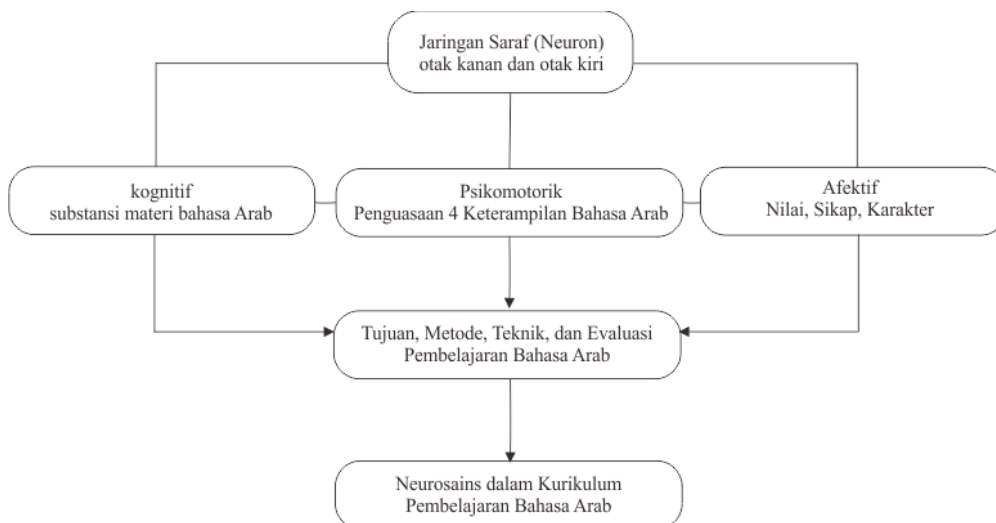 Jaringan Saraf (Neuron)
otak kanan dan otak kiri
kognitif
substansi materi bahasa Arab
Psikomotorik
Penguasaan 4 Keterampilan Bahasa Arab
Afektif
Nilai, Sikap, Karakter
Tujuan, Metode, Teknik, dan Evaluasi
Pembelajaran Bahasa Arab
Neurosains dalam Kurikulum
Pembelajaran Bahasa Arab